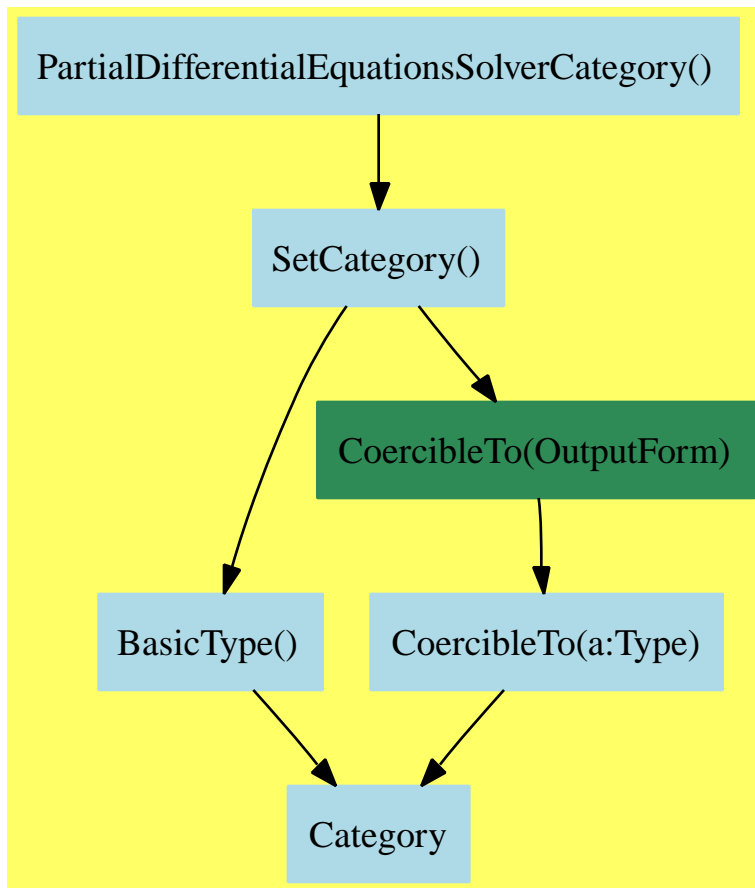 PartialDifferentialEquationsSolverCategory()
SetCategory()
CoercibleTo(OutputForm)
BasicType()
CoercibleTo(a:Type)
Category